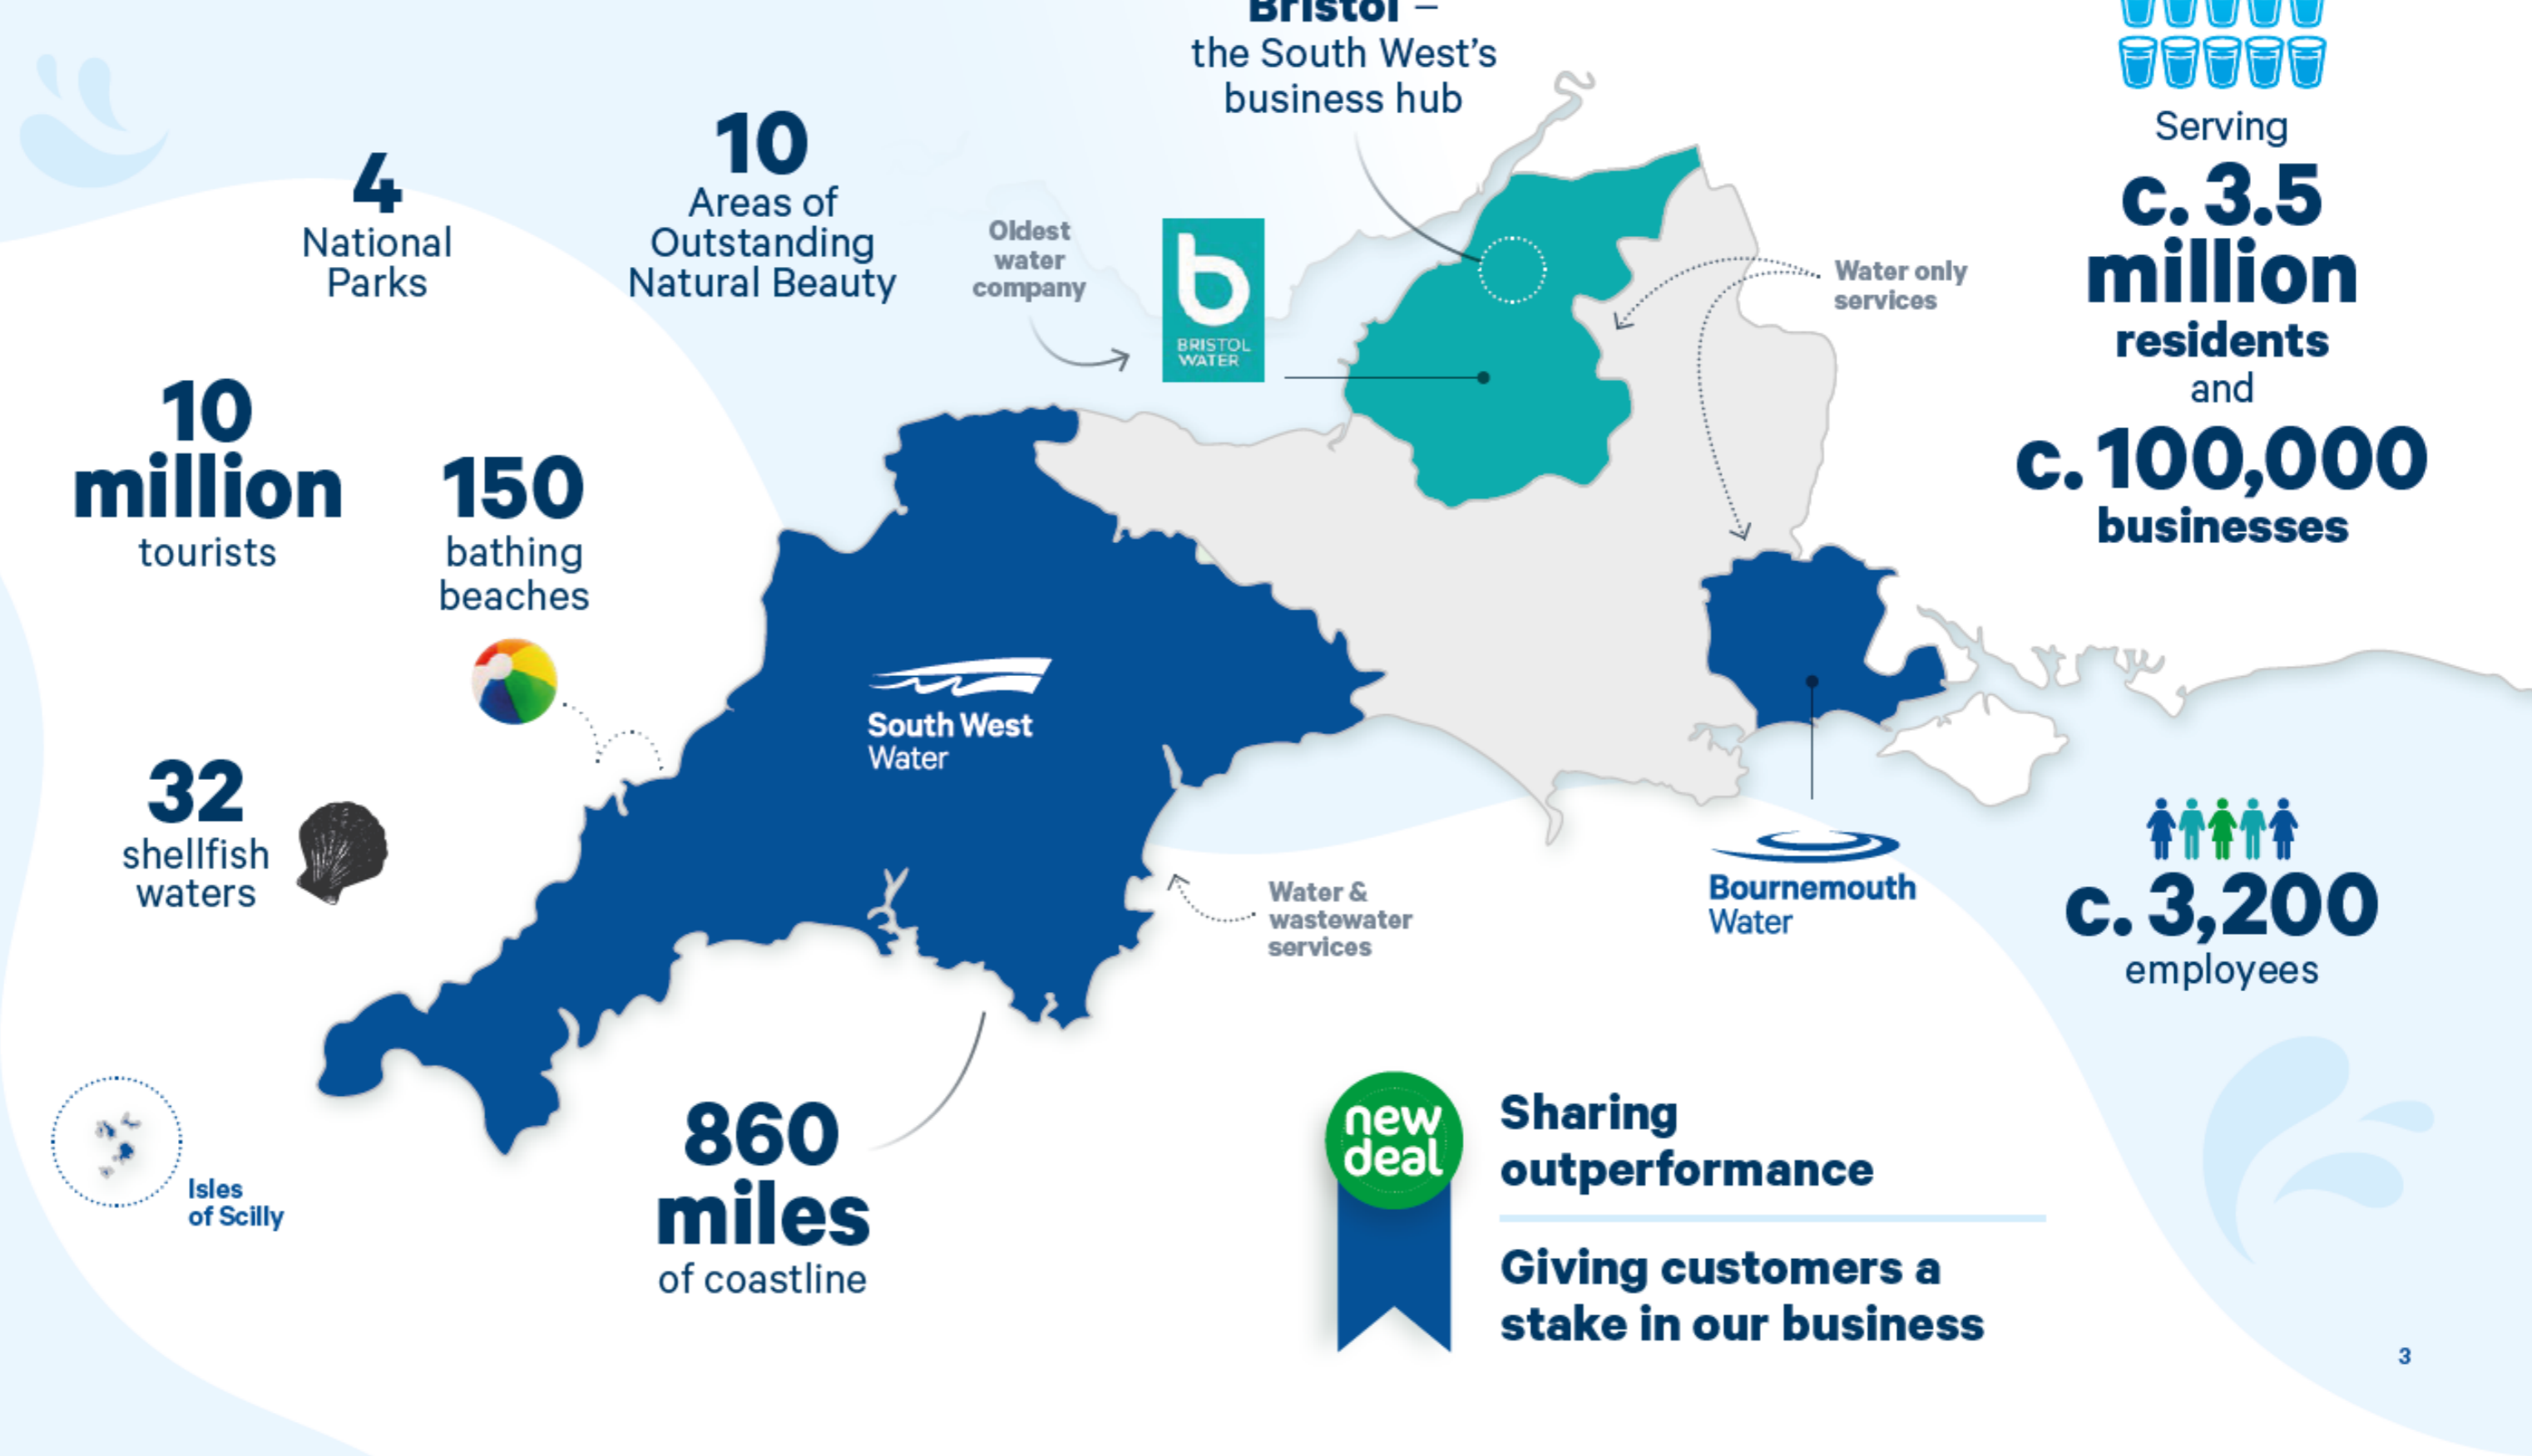 Bristol –
the South West's
business hub
4
National
Parks
10
Areas of
Outstanding
Natural Beauty
Oldest
water
company
b
BRISTOL
WATER
Water only
services
Serving
c. 3.5
million
residents
and
c. 100,000
businesses
10
million
tourists
150
bathing
beaches
South West
Water
32
shellfish
waters
Water &
wastewater
services
Bournemouth
Water
c. 3,200
employees
Isles
of Scilly
860
miles
of coastline
new
deal
Sharing
outperformance
Giving customers a
stake in our business
3